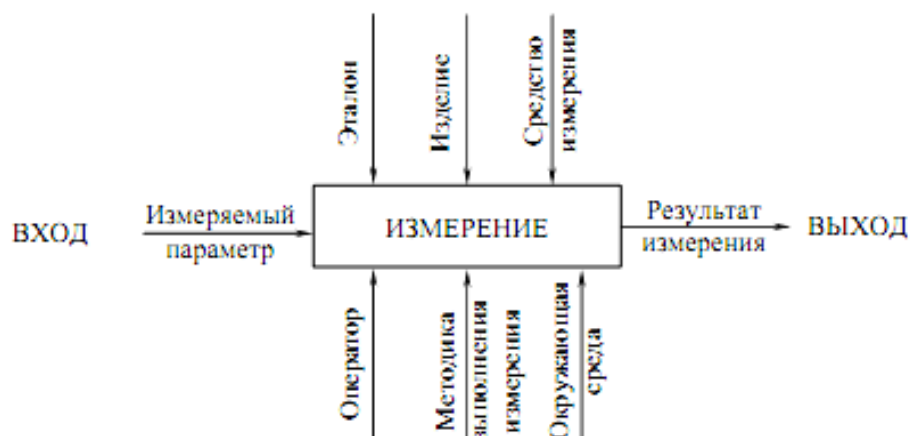 Эталон
Изделие
Средство
измерения
ВХОД
Измеряемый
параметр
ИЗМЕРЕНИЕ
Результат
измерения
ВЫХОД
Оператор
Методика
выполнения
измерения
Окружающая
среда